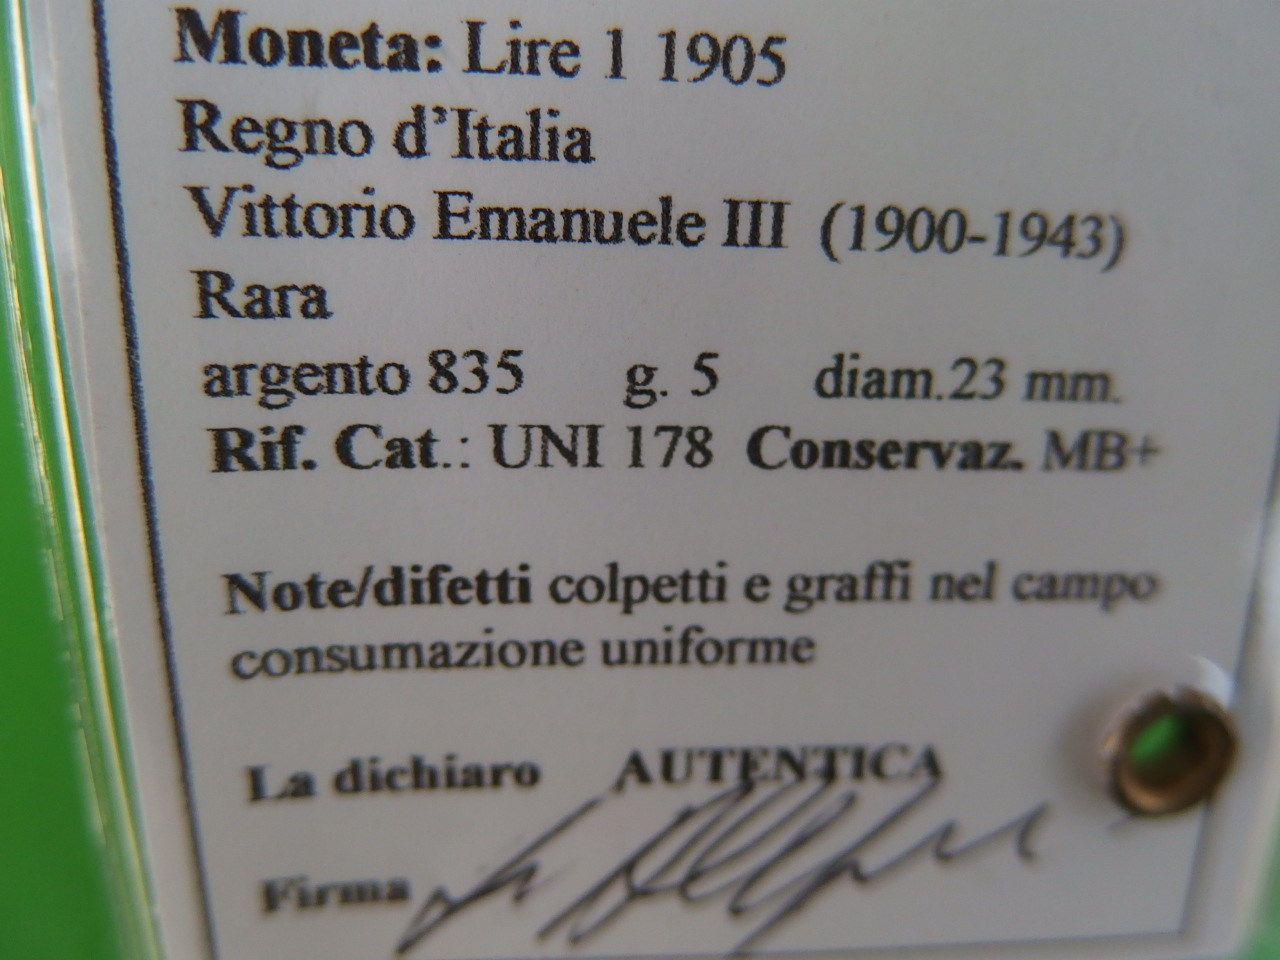 Moneta: Lire 1 1905
Regno d'Italia
Vittorio Emanuele III (1900-1943)
Rara
argento 835 g. 5 diam.23 mm.
Rif. Cat.: UNI 178 Conservaz. MB+
Note/difetti colpetti e graffi nel campo
consumazione uniforme
La dichiaro AUTENTICA
Firma